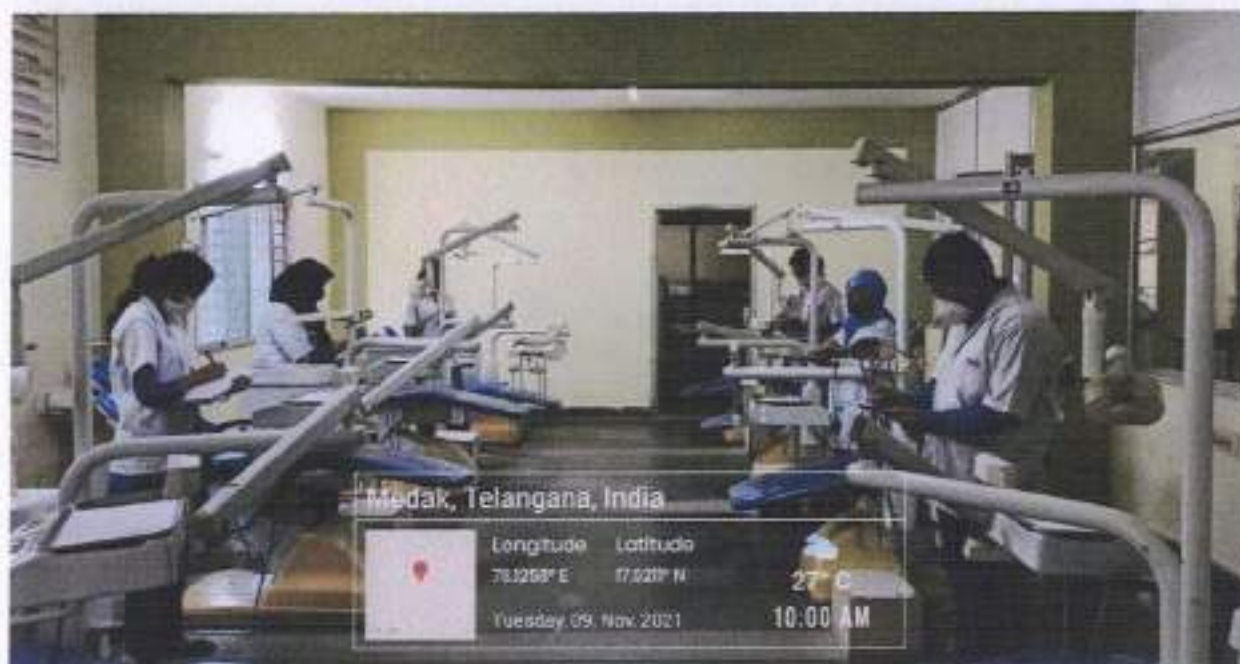 Medak, Telangana, India
Longitude Latitude
Tuesday, 09. Nov. 2021
27° C
10:00 AM